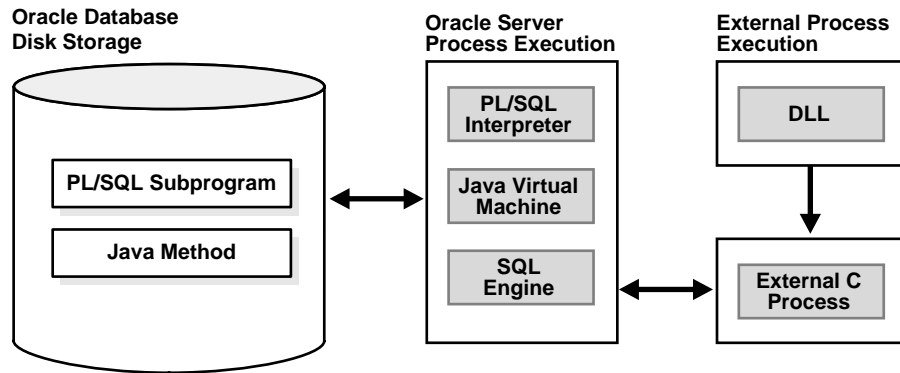 Oracle Database
Disk Storage
PL/SQL Subprogram
Java Method
Oracle Server
Process Execution
PL/SQL
Interpreter
Java Virtual
Machine
SQL
Engine
External Process
Execution
DLL
External C
Process